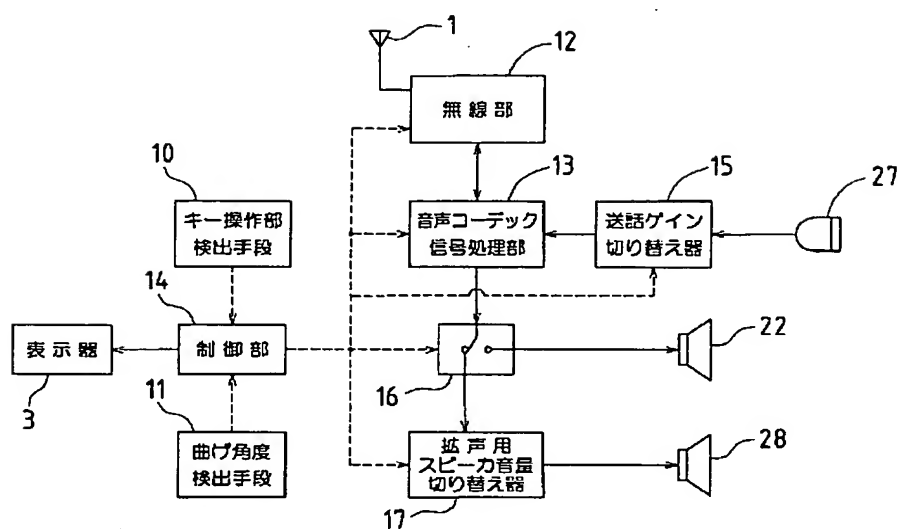 1
12
無線部
10
キー操作部
検出手段
13
音声コーデック
信号処理部
15
送話ゲイン
切り替え器
27
14
制御部
表示器
3
16
22
11
曲げ角度
検出手段
拡声用
スピーカ音量
切り替え器
17
28